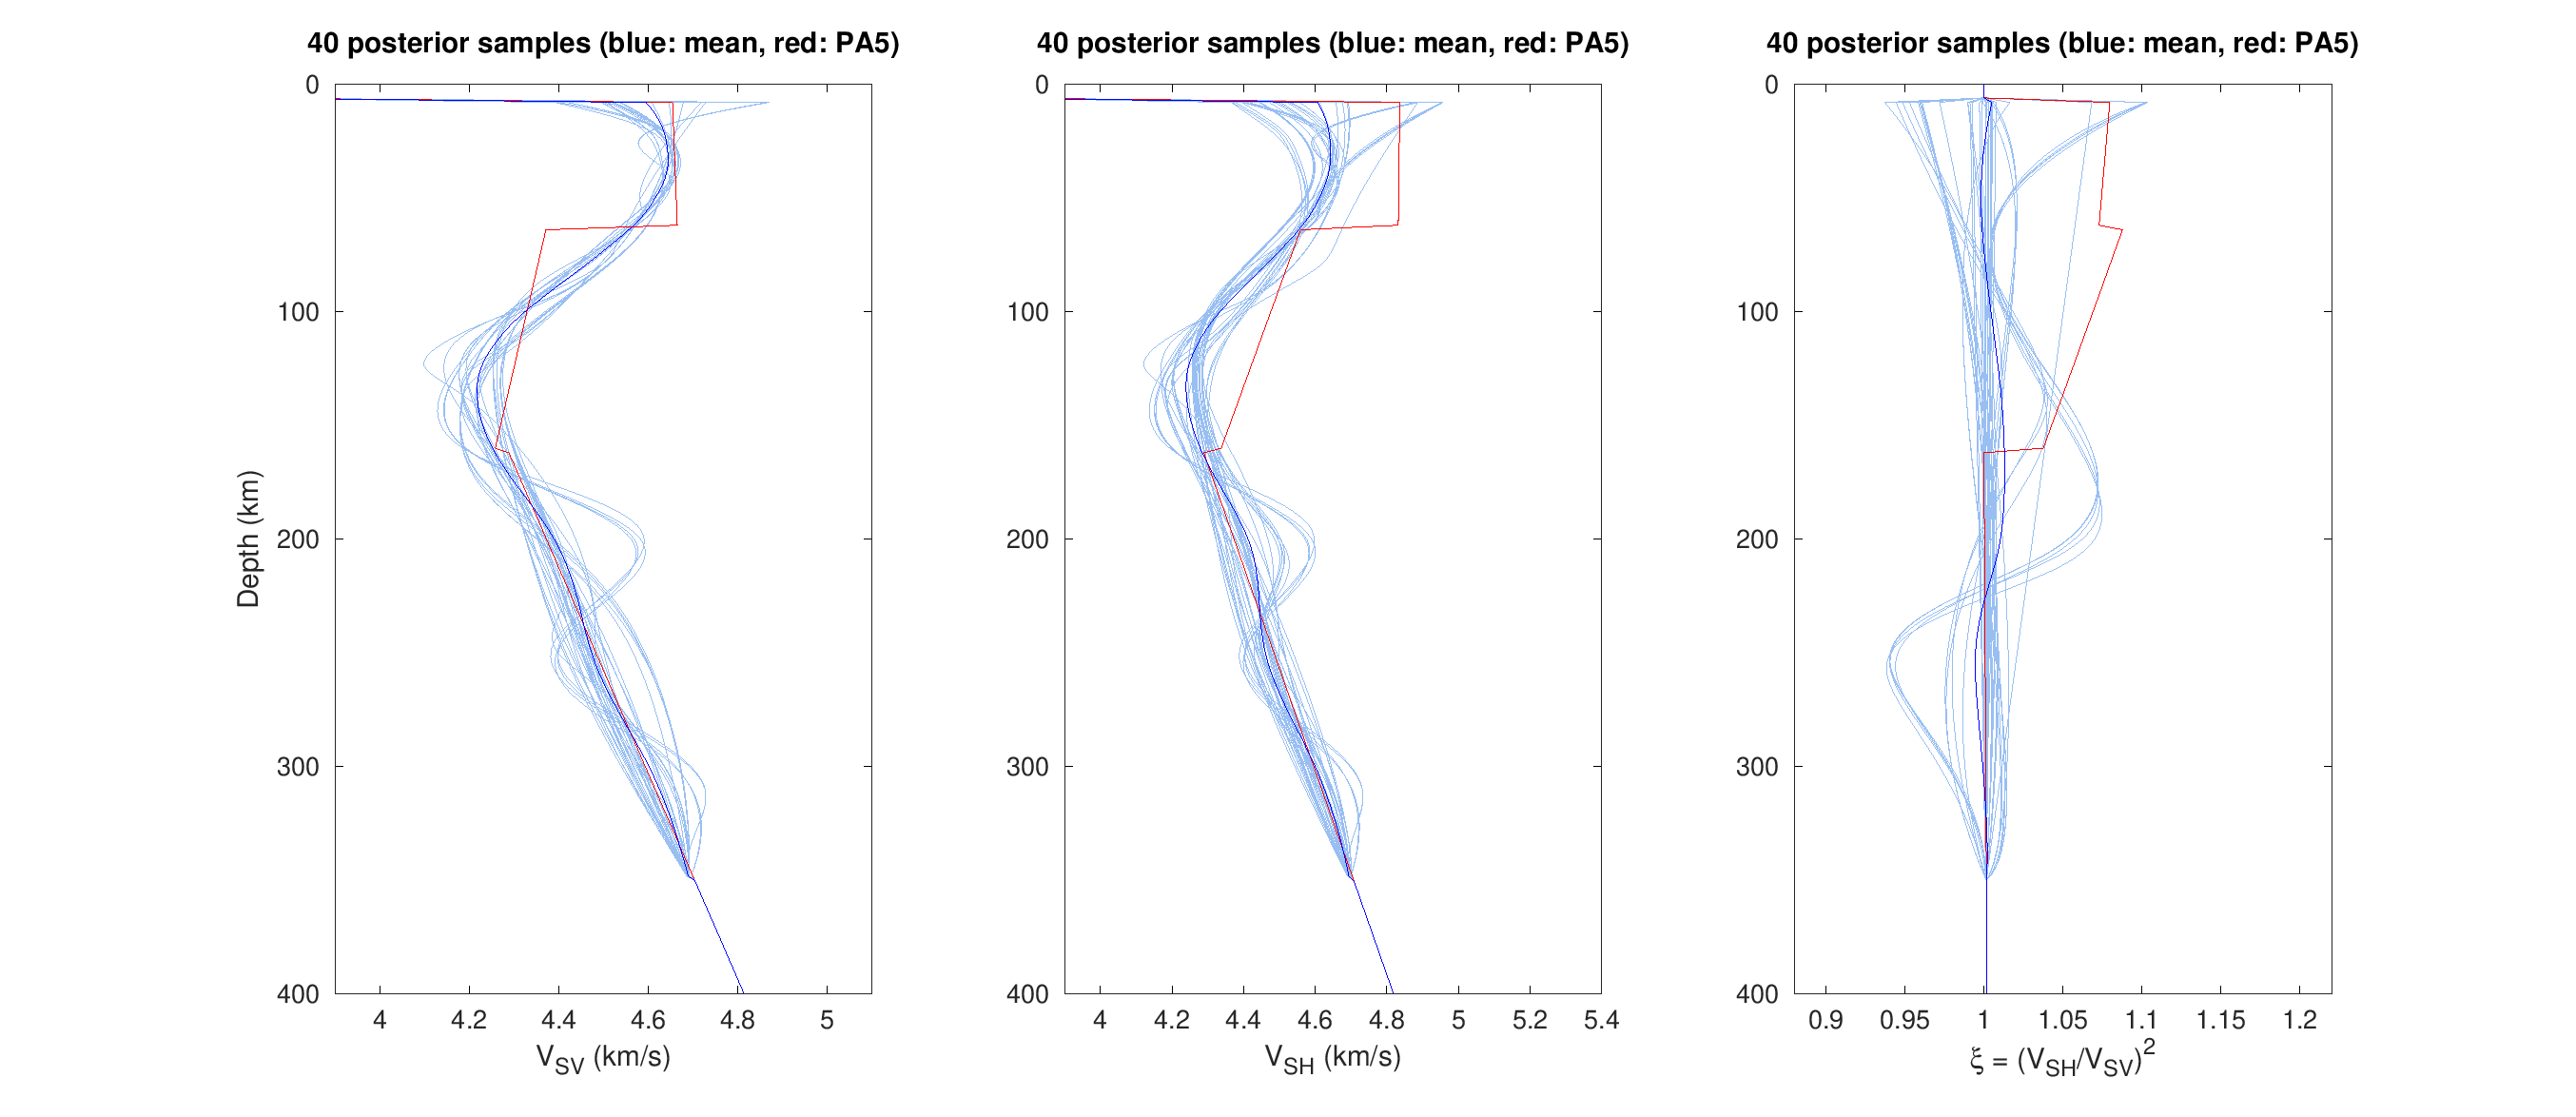 40 posterior samples (blue: mean, red: PA5)
0
100
200
300
400
Depth (km)
4 4.2 4.4 4.6 4.8 5
V_SV (km/s)
40 posterior samples (blue: mean, red: PA5)
0
100
200
300
400
4 4.2 4.4 4.6 4.8 5 5.2 5.4
V_SH (km/s)
40 posterior samples (blue: mean, red: PA5)
0
100
200
300
400
0.9 0.95 1 1.05 1.1 1.15 1.2
ξ = (V_SH/V_SV)^2